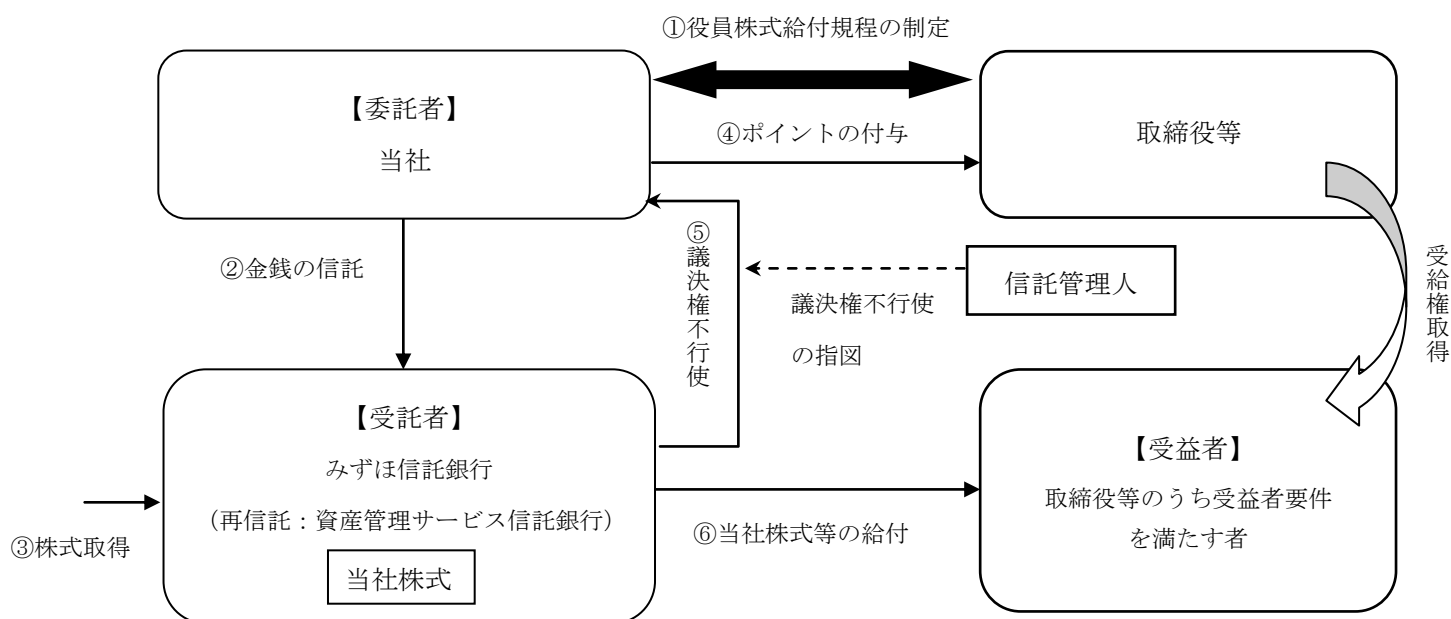 ①役員株式給付規程の制定
【委託者】
当社
④ポイントの付与
取締役等
②金銭の信託
⑤議決権不行使
議決権不行使
の指図
信託管理人
受給権取得
【受託者】
みずほ信託銀行
（再信託：資産管理サービス信託銀行）
当社株式
③株式取得
⑥当社株式等の給付
【受益者】
取締役等のうち受益者要件
を満たす者